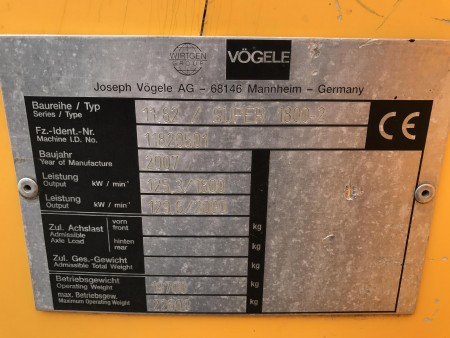 WIRTGEN GROUP VÖGELE
Joseph Vögele AG – 68146 Mannheim – Germany
Baureihe / Typ
Series / Type
Fz.-Ident.-Nr.
Machine I.D. No.
CE
Baujahr
Year of Manufacture
2007
Leistung
Output kW / min⁻¹
Leistung
Output kW / min⁻¹
Zul. Achslast
Admissible
Axle Load
vorn
front
kg
hinten
rear
kg
Zul. Ges.-Gewicht
Admissible Total Weight
kg
Betriebsgewicht
Operating Weight
kg
max. Betriebsgew.
Maximum Operating Weight
kg